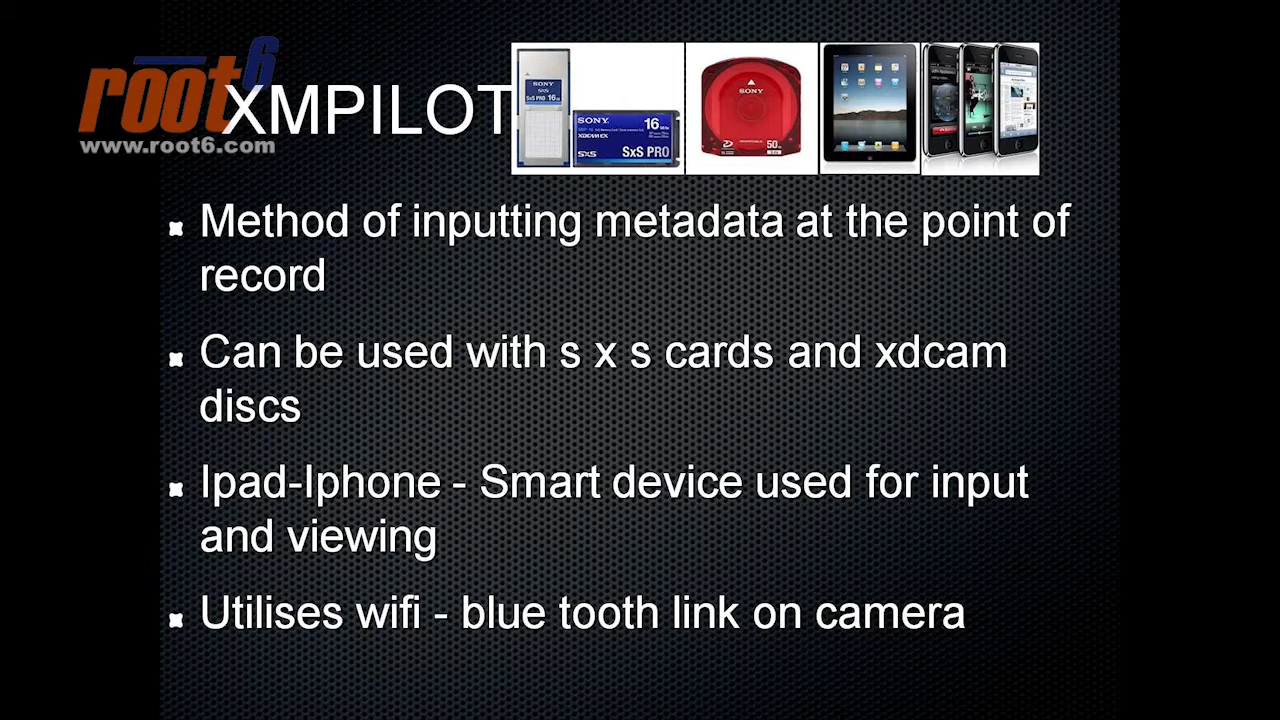 root6
www.root6.com
XMPILOT
SONY
SxS PRO 16
SONY
16
XDCAM EX
SxS
SxS PRO
SONY
50
Method of inputting metadata at the point of
record
Can be used with s x s cards and xdcam
discs
Ipad-Iphone - Smart device used for input
and viewing
Utilises wifi - blue tooth link on camera